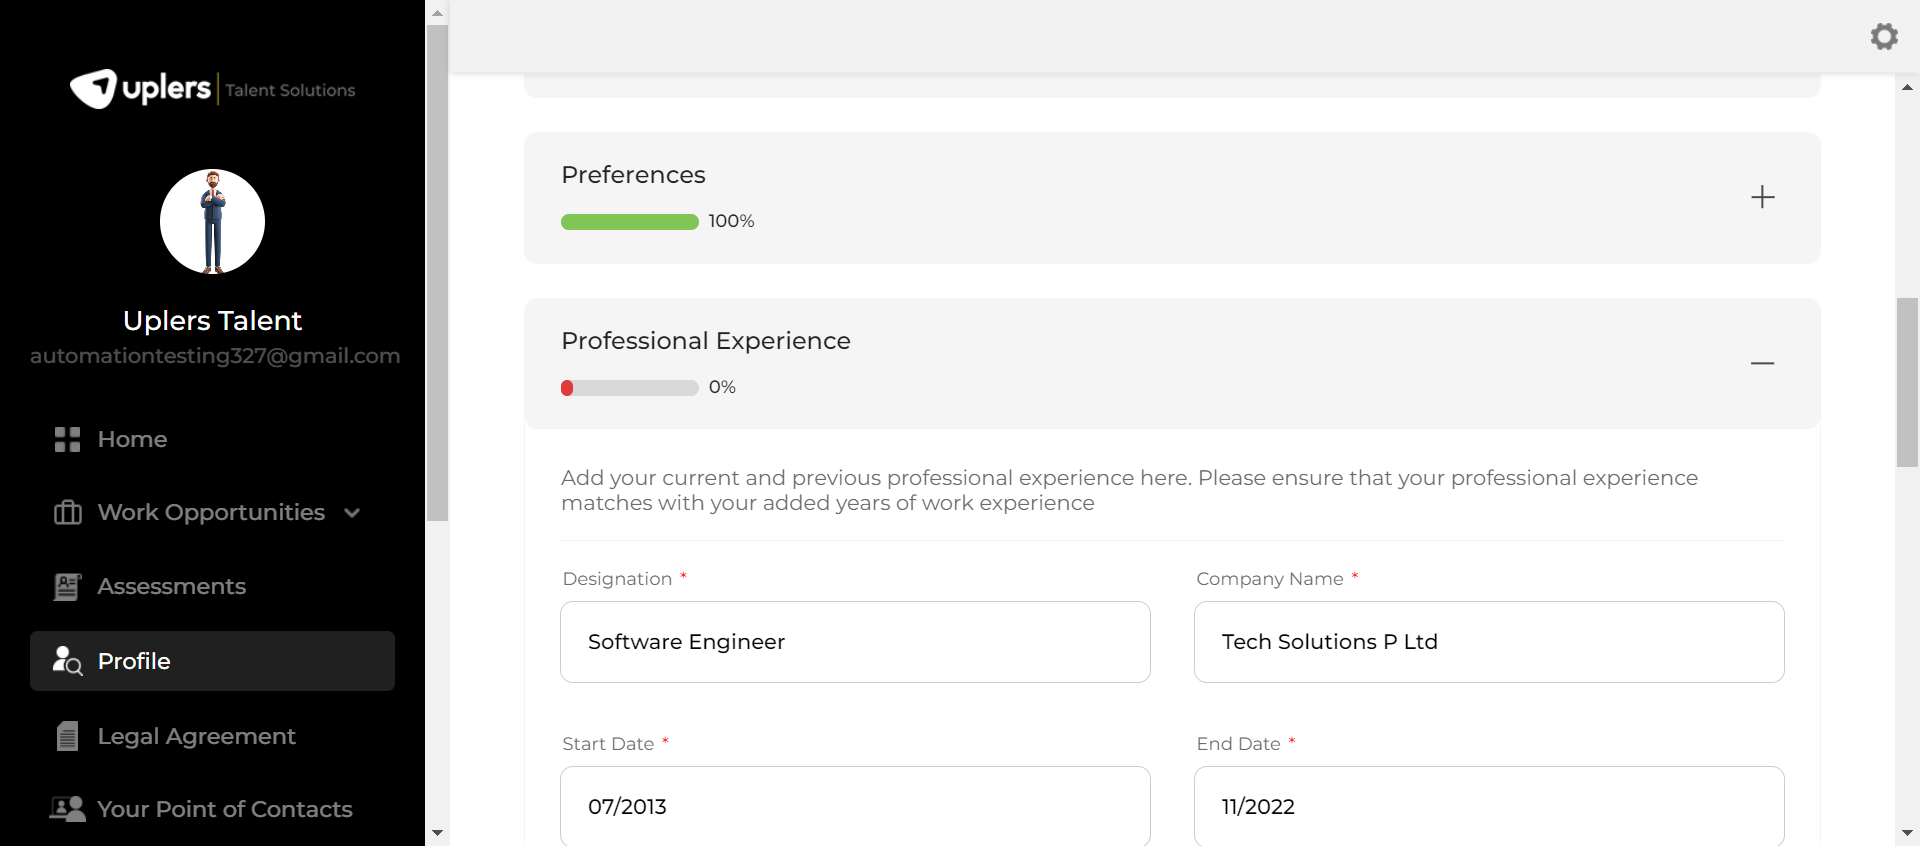 uplers | Talent Solutions
Uplers Talent
automationtesting327@gmail.com
Home
Work Opportunities
Assessments
Profile
Legal Agreement
Your Point of Contacts
Preferences
100%
Professional Experience
0%
Add your current and previous professional experience here. Please ensure that your professional experience
matches with your added years of work experience
Designation *
Software Engineer
Company Name *
Tech Solutions P Ltd
Start Date *
07/2013
End Date *
11/2022